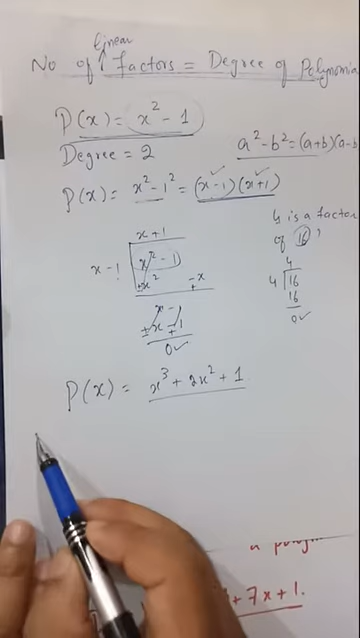 No of linear factors = Degree of Polynomia
P(x) = x² - 1
Degree = 2
a² - b² = (a+b)(a-b
P(x) = x² - 1² = (x-1)(x+1)
4 is a factor
of 16
4
4 16
16
0
x+1
x-1 x² - 1
±x² ∓x
x - 1
±x ∓ 1
0
P(x) = x³ + 2x² + 1
a polyn
+ 7x + 1.